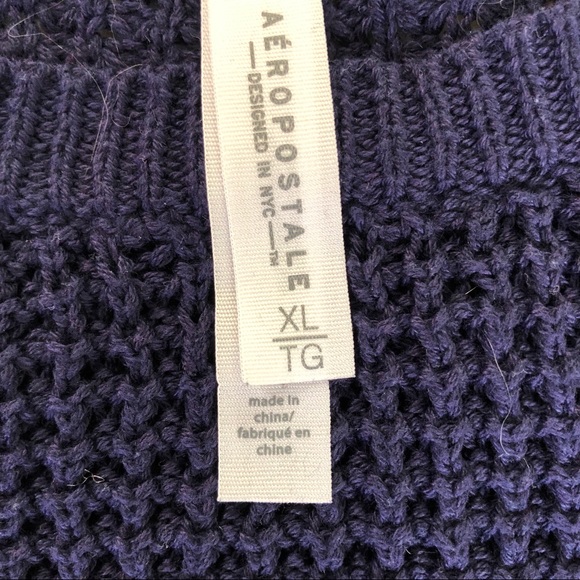 AÉROPOSTALE
— DESIGNED IN NYC — ™
XL
TG
made in
china/
fabriqué en
chine